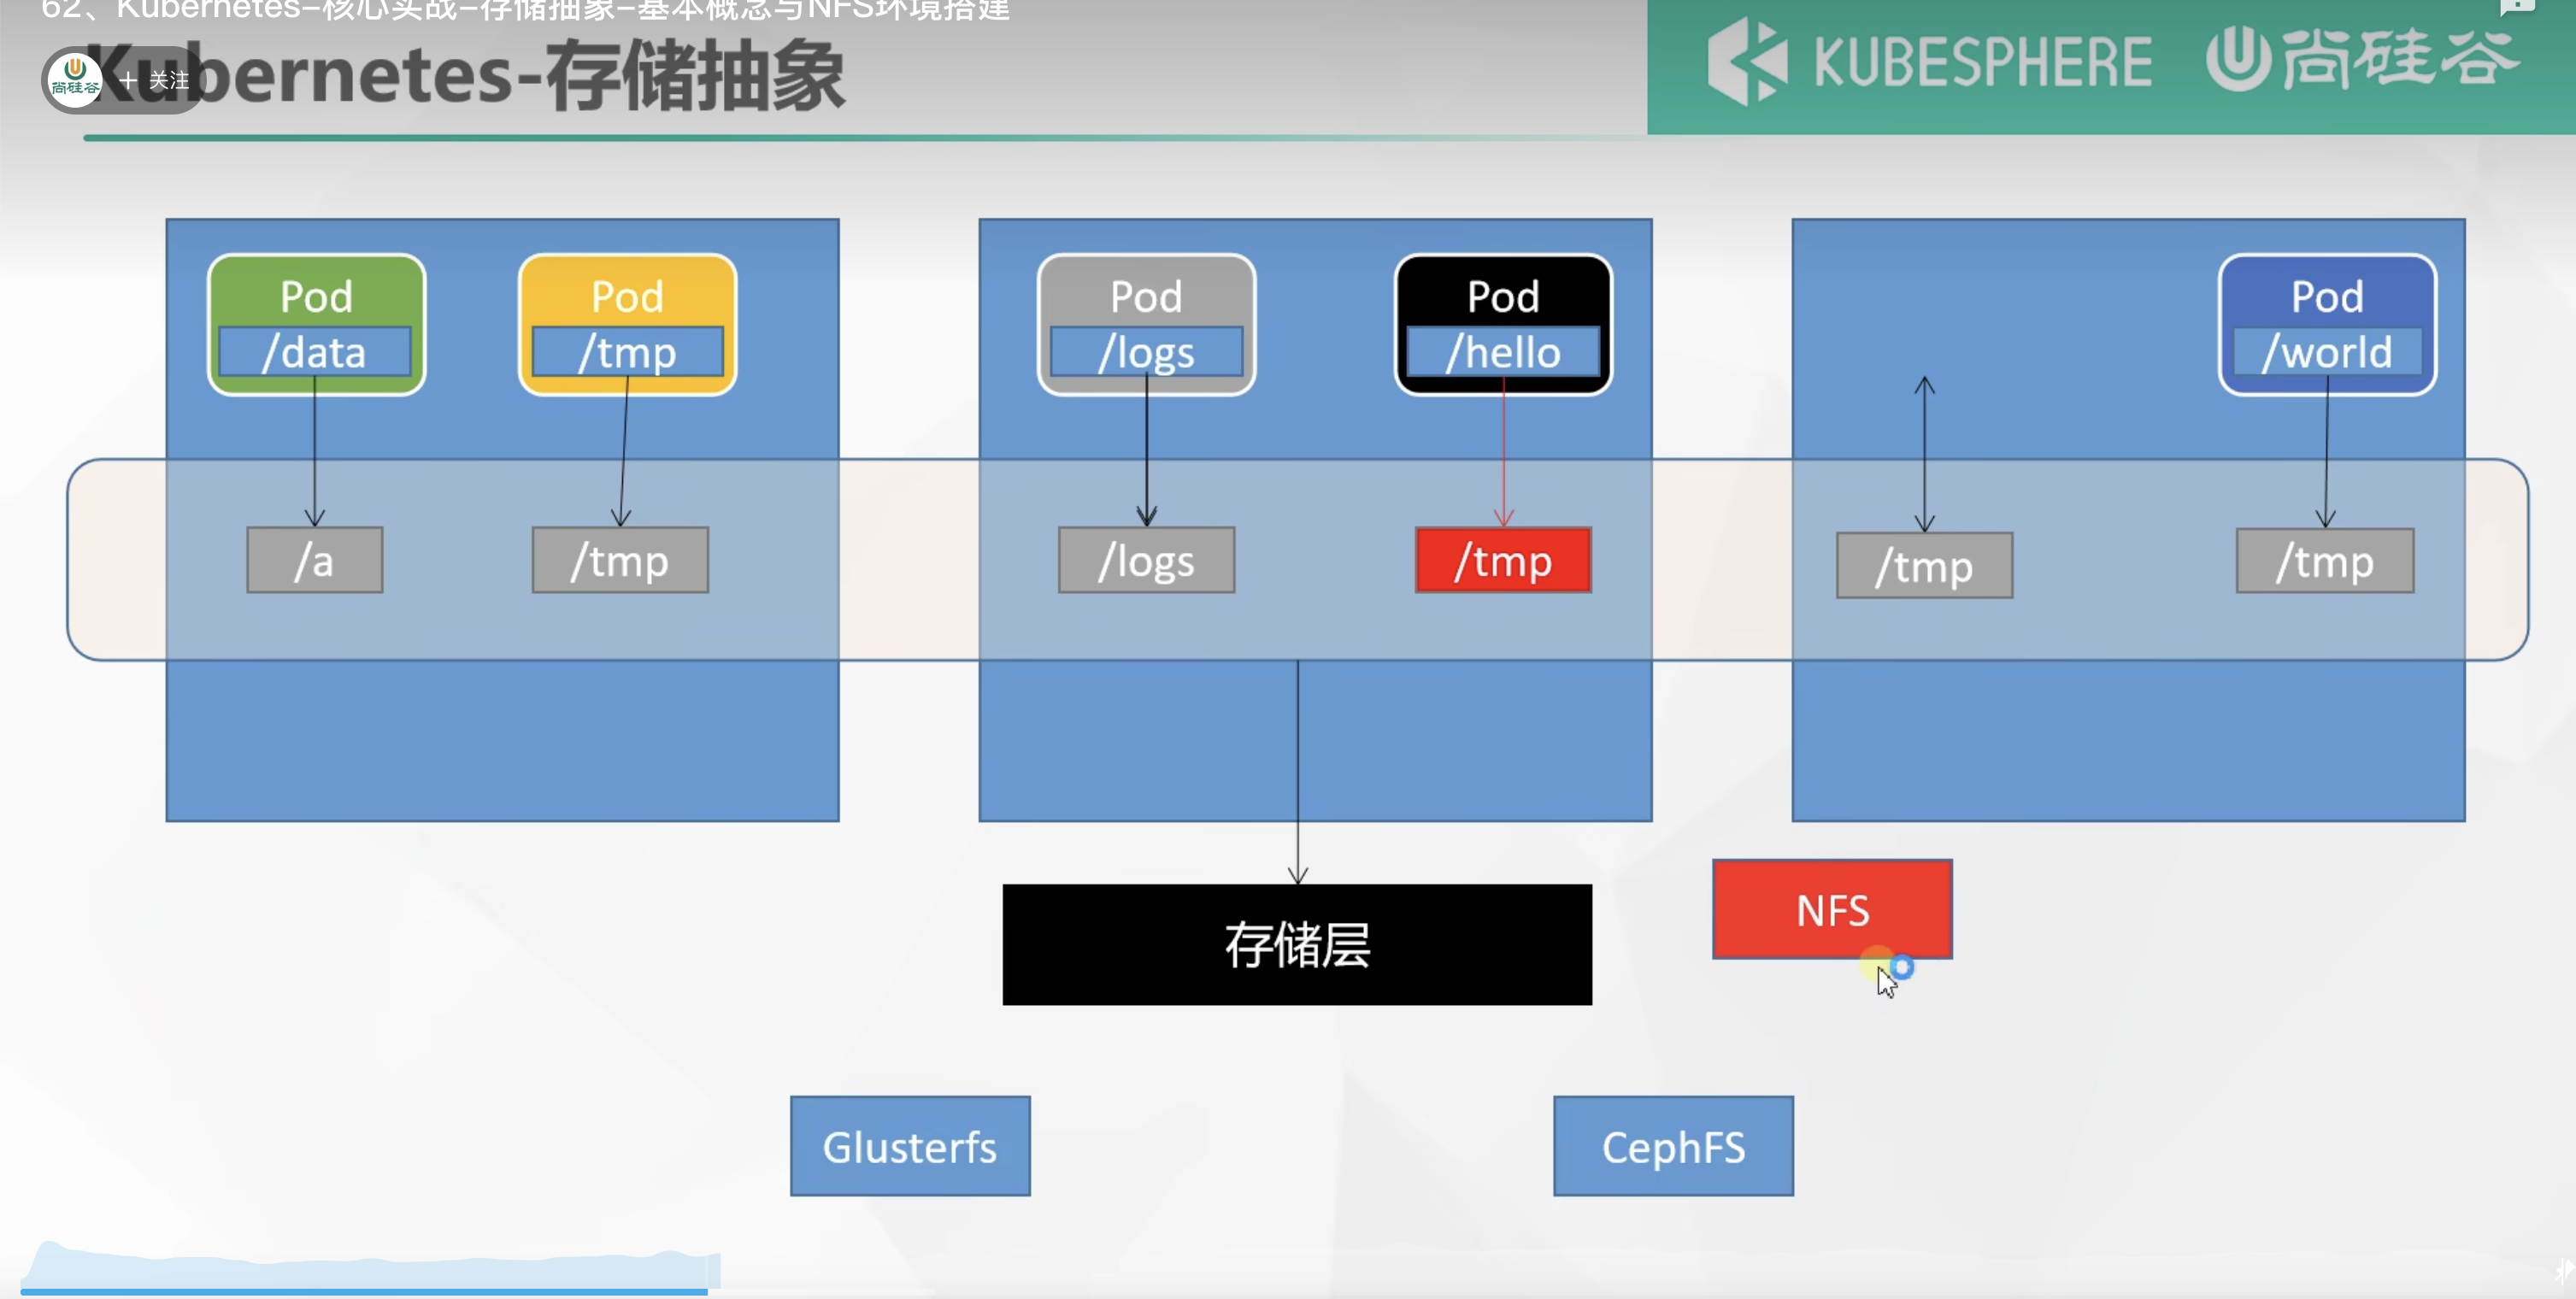 62、Kubernetes-核心实战-存储抽象-基本概念与NFS环境搭建
Kubernetes-存储抽象
尚硅谷
+ 关注
KUBESPHERE
尚硅谷
Pod
/data
Pod
/tmp
Pod
/logs
Pod
/hello
Pod
/world
/a
/tmp
/logs
/tmp
/tmp
/tmp
存储层
NFS
Glusterfs
CephFS